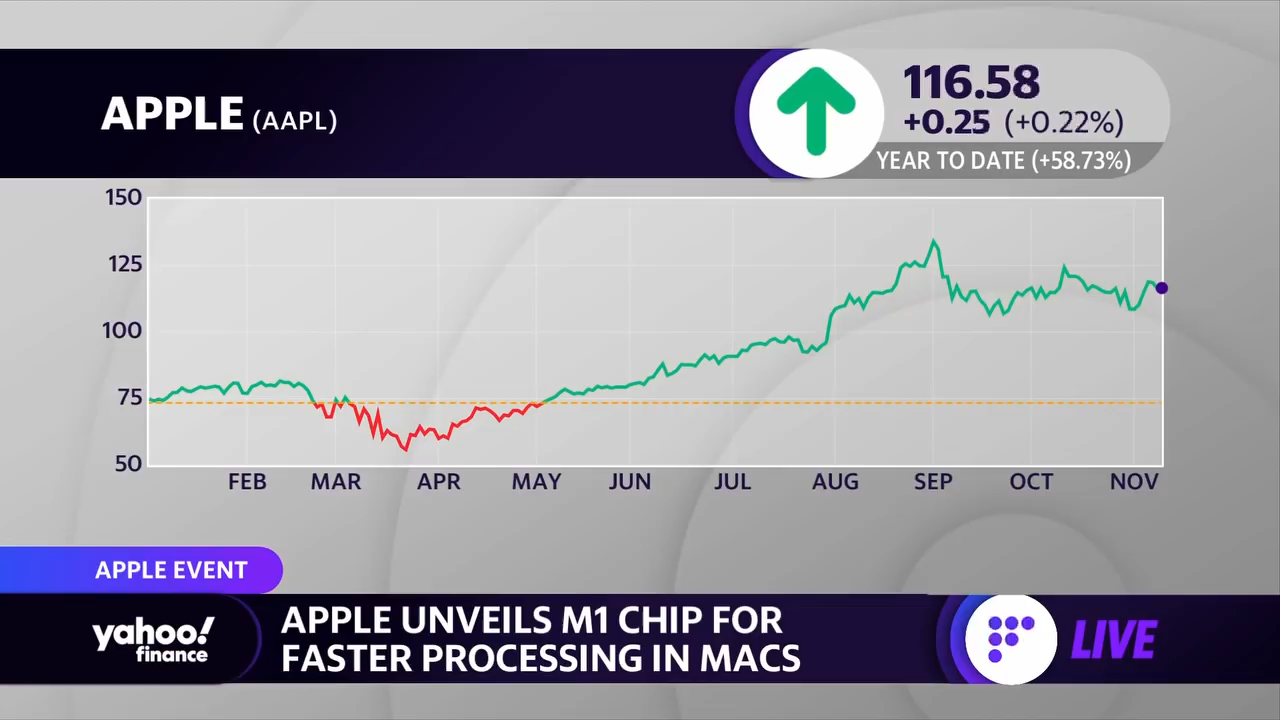 APPLE (AAPL)
116.58
+0.25 (+0.22%)
YEAR TO DATE (+58.73%)
150
125
100
75
50
FEB MAR APR MAY JUN JUL AUG SEP OCT NOV
APPLE EVENT
yahoo!
finance
APPLE UNVEILS M1 CHIP FOR
FASTER PROCESSING IN MACS
LIVE